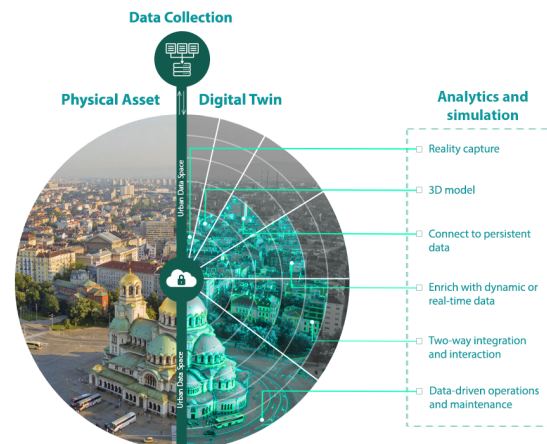 Data Collection
Physical Asset
Digital Twin
Analytics and
simulation
Urban Data Space
Reality capture
3D model
Connect to persistent
data
Enrich with dynamic or
real-time data
Two-way integration
and interaction
Data-driven operations
and maintenance
Urban Data Space